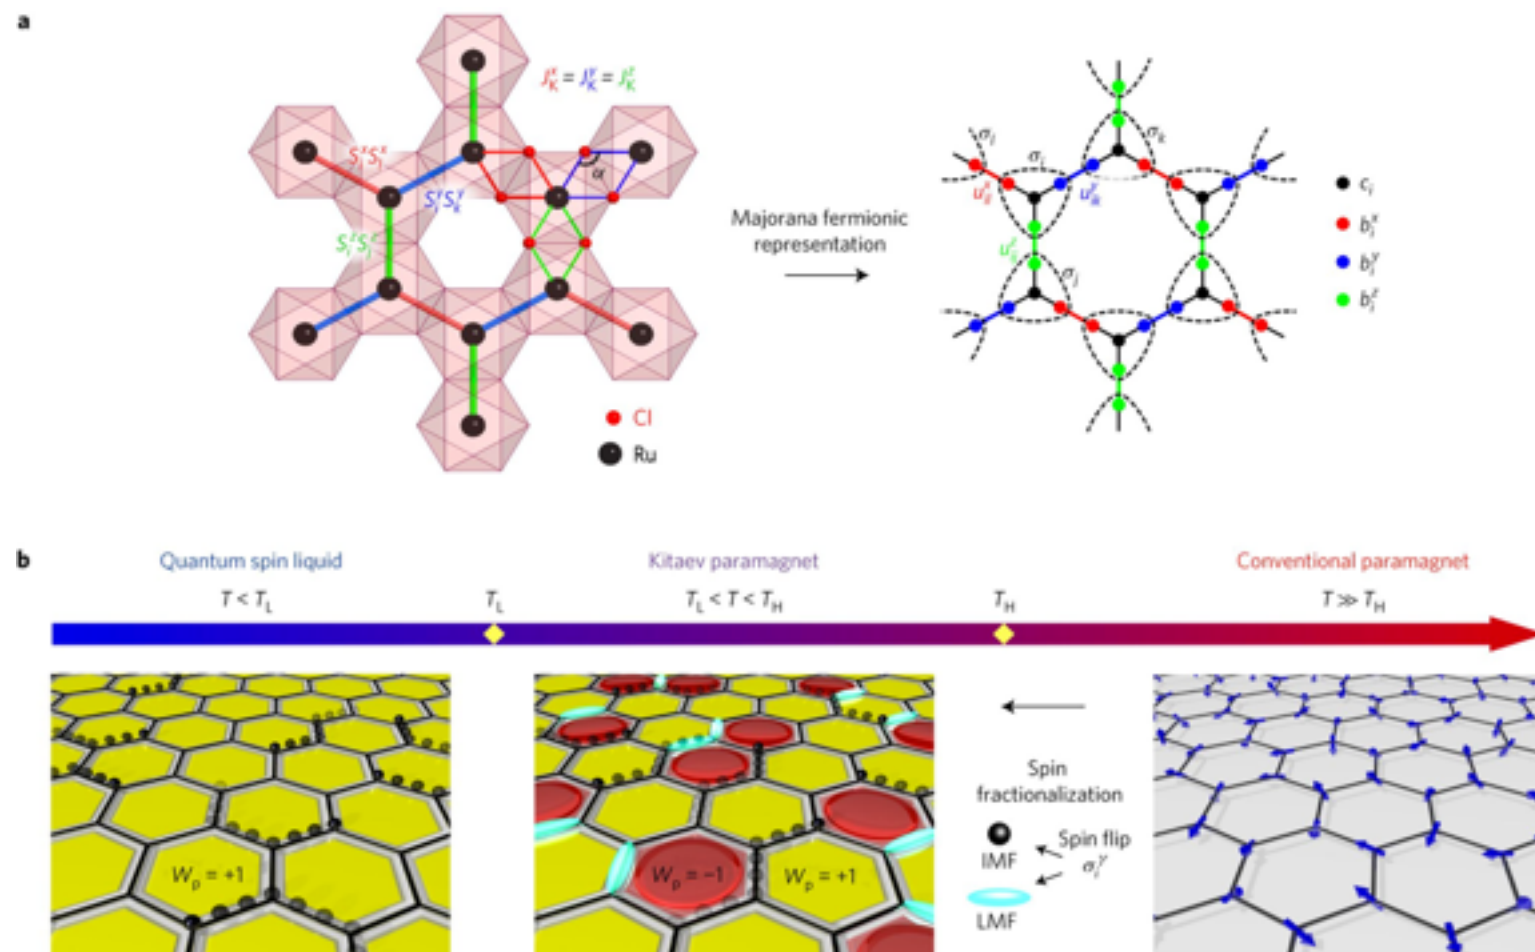 a
J_K^x = J_K^y = J_K^z
S_i^x S_l^x
S_i^y S_k^y
S_i^z S_j^z
α
Cl
Ru
Majorana fermionic
representation
σ_l
σ_i
σ_k
u_il^x
u_ik^y
u_ij^z
σ_j
c_i
b_i^x
b_i^y
b_i^z
b
Quantum spin liquid
Kitaev paramagnet
Conventional paramagnet
T < T_L
T_L
T_L < T < T_H
T_H
T ≫ T_H
W_p = +1
W_p = −1
W_p = +1
Spin
fractionalization
IMF
Spin flip
σ_i^γ
LMF